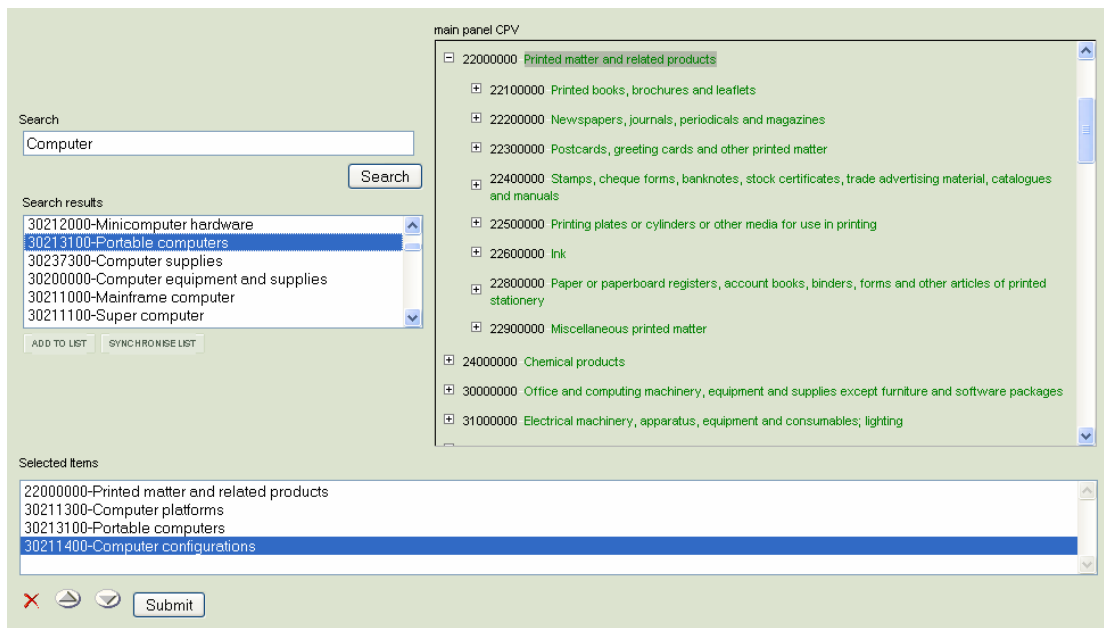 main panel CPV
22000000 Printed matter and related products
22100000 Printed books, brochures and leaflets
22200000 Newspapers, journals, periodicals and magazines
22300000 Postcards, greeting cards and other printed matter
22400000 Stamps, cheque forms, banknotes, stock certificates, trade advertising material, catalogues
and manuals
22500000 Printing plates or cylinders or other media for use in printing
22600000 Ink
22800000 Paper or paperboard registers, account books, binders, forms and other articles of printed
stationery
22900000 Miscellaneous printed matter
24000000 Chemical products
30000000 Office and computing machinery, equipment and supplies except furniture and software packages
31000000 Electrical machinery, apparatus, equipment and consumables; lighting
Search
Computer
Search
Search results
30212000-Minicomputer hardware
30213100-Portable computers
30237300-Computer supplies
30200000-Computer equipment and supplies
30211000-Mainframe computer
30211100-Super computer
ADD TO LIST SYNCHRONISE LIST
Selected Items
22000000-Printed matter and related products
30211300-Computer platforms
30213100-Portable computers
30211400-Computer configurations
Submit